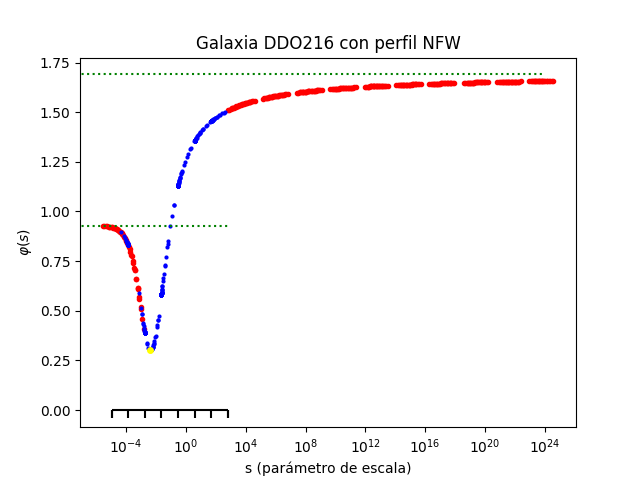 Galaxia DDO216 con perfil NFW
φ(s)
1.75
1.50
1.25
1.00
0.75
0.50
0.25
0.00
10⁻⁴ 10⁰ 10⁴ 10⁸ 10¹² 10¹⁶ 10²⁰ 10²⁴
s (parámetro de escala)